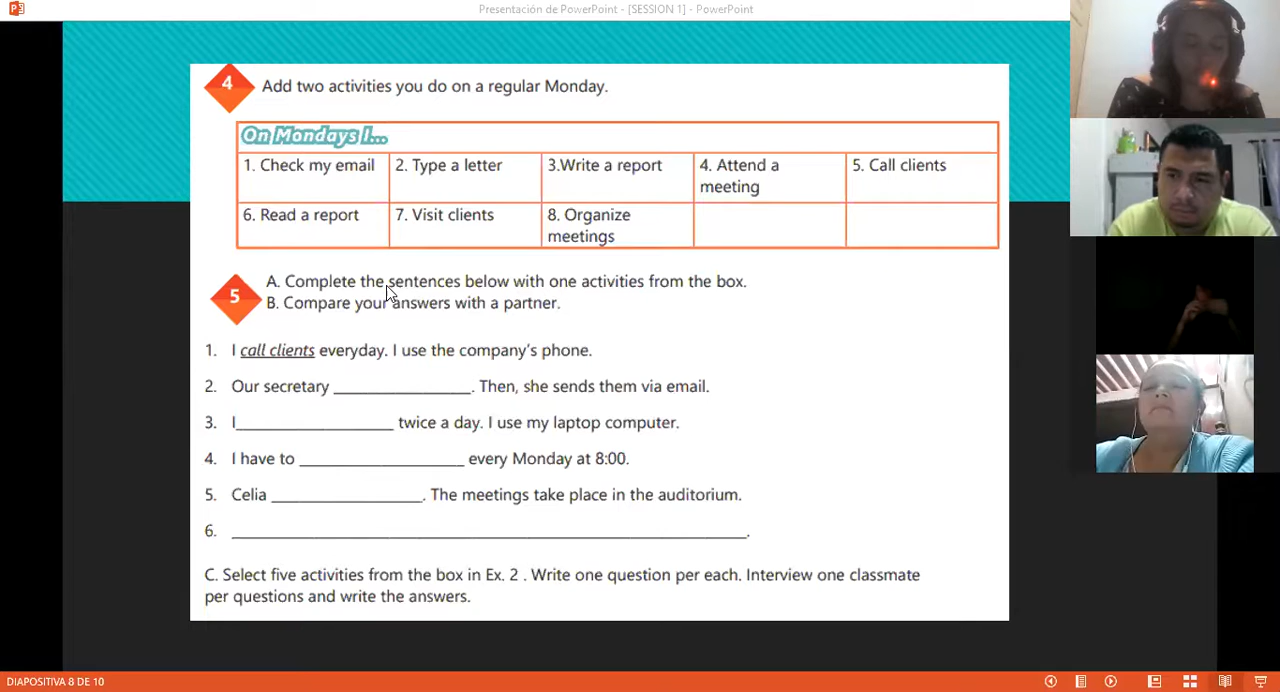 Presentación de PowerPoint - [SESSION 1] - PowerPoint
4 Add two activities you do on a regular Monday.
On Mondays I...
1. Check my email 2. Type a letter 3.Write a report 4. Attend a meeting 5. Call clients
6. Read a report 7. Visit clients 8. Organize meetings
5 A. Complete the sentences below with one activities from the box.
B. Compare your answers with a partner.
1. I call clients everyday. I use the company's phone.
2. Our secretary _________________. Then, she sends them via email.
3. I____________________ twice a day. I use my laptop computer.
4. I have to _____________________ every Monday at 8:00.
5. Celia ___________________. The meetings take place in the auditorium.
6. ________________________________________________________________.
C. Select five activities from the box in Ex. 2 . Write one question per each. Interview one classmate
per questions and write the answers.
DIAPOSITIVA 8 DE 10